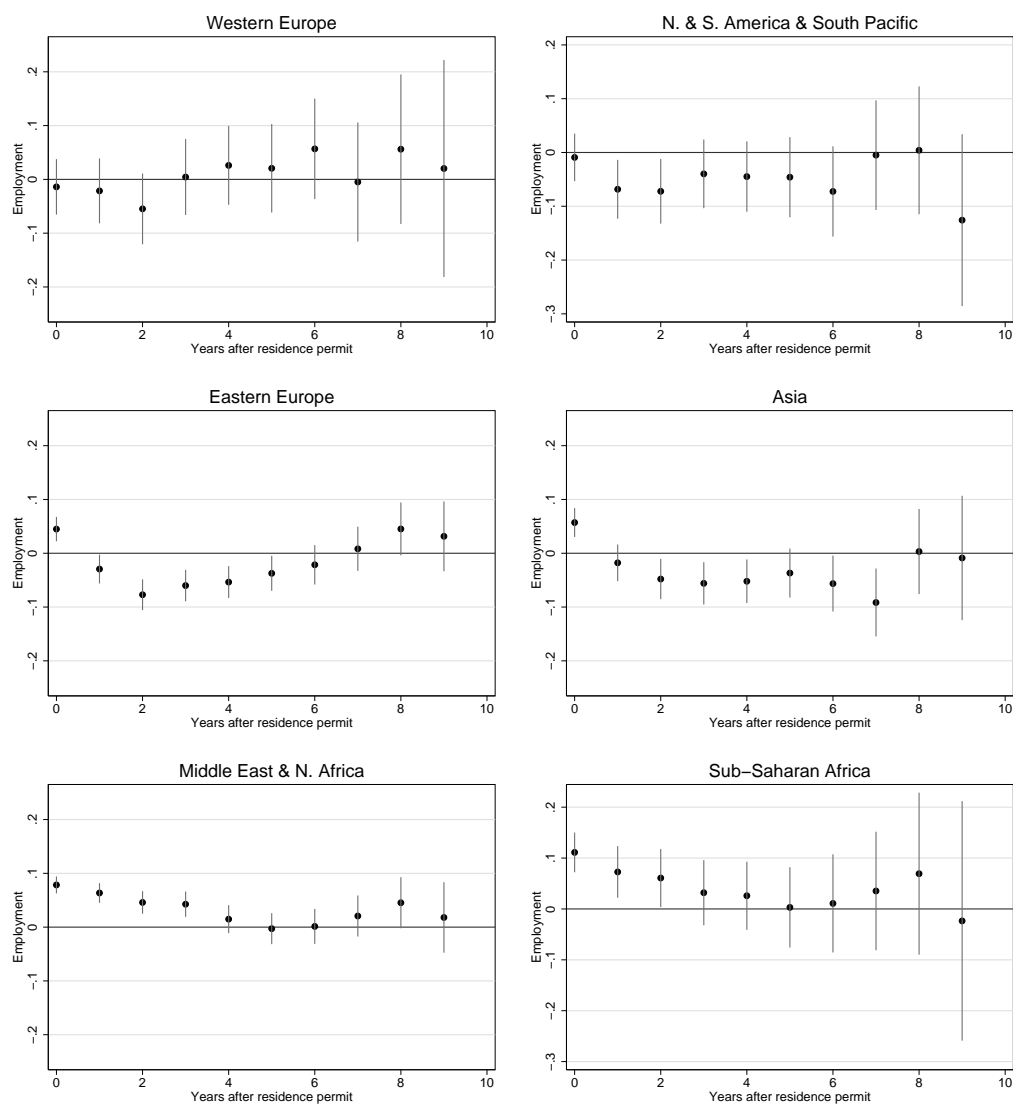 Western Europe
Employment
.2
.1
0
−.1
−.2
0 2 4 6 8 10
Years after residence permit
N. & S. America & South Pacific
Employment
.2
.1
0
−.1
−.2
−.3
0 2 4 6 8 10
Years after residence permit
Eastern Europe
Employment
.2
.1
0
−.1
−.2
0 2 4 6 8 10
Years after residence permit
Asia
Employment
.2
.1
0
−.1
−.2
0 2 4 6 8 10
Years after residence permit
Middle East & N. Africa
Employment
.2
.1
0
−.1
−.2
0 2 4 6 8 10
Years after residence permit
Sub−Saharan Africa
Employment
.2
.1
0
−.1
−.2
−.3
0 2 4 6 8 10
Years after residence permit